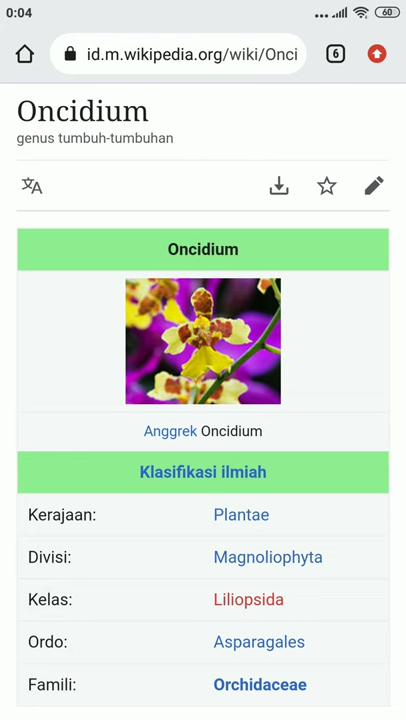 0:04
60
id.m.wikipedia.org/wiki/Onci
6
Oncidium
genus tumbuh-tumbuhan
Oncidium
Anggrek Oncidium
Klasifikasi ilmiah
Kerajaan: Plantae
Divisi: Magnoliophyta
Kelas: Liliopsida
Ordo: Asparagales
Famili: Orchidaceae